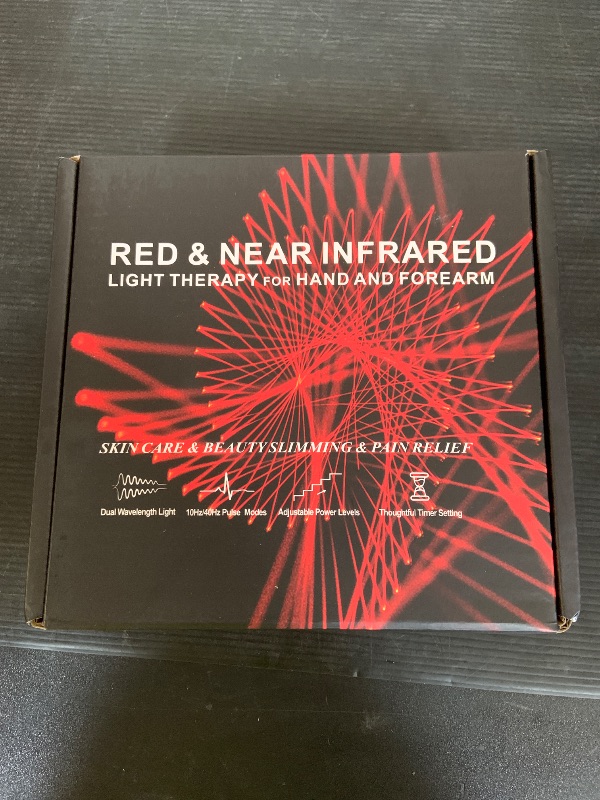 RED & NEAR INFRARED
LIGHT THERAPY FOR HAND AND FOREARM
SKIN CARE & BEAUTY SLIMMING & PAIN RELIEF
Dual Wavelength Light 10Hz/40Hz Pulse Modes Adjustable Power Levels Thoughtful Timer Setting